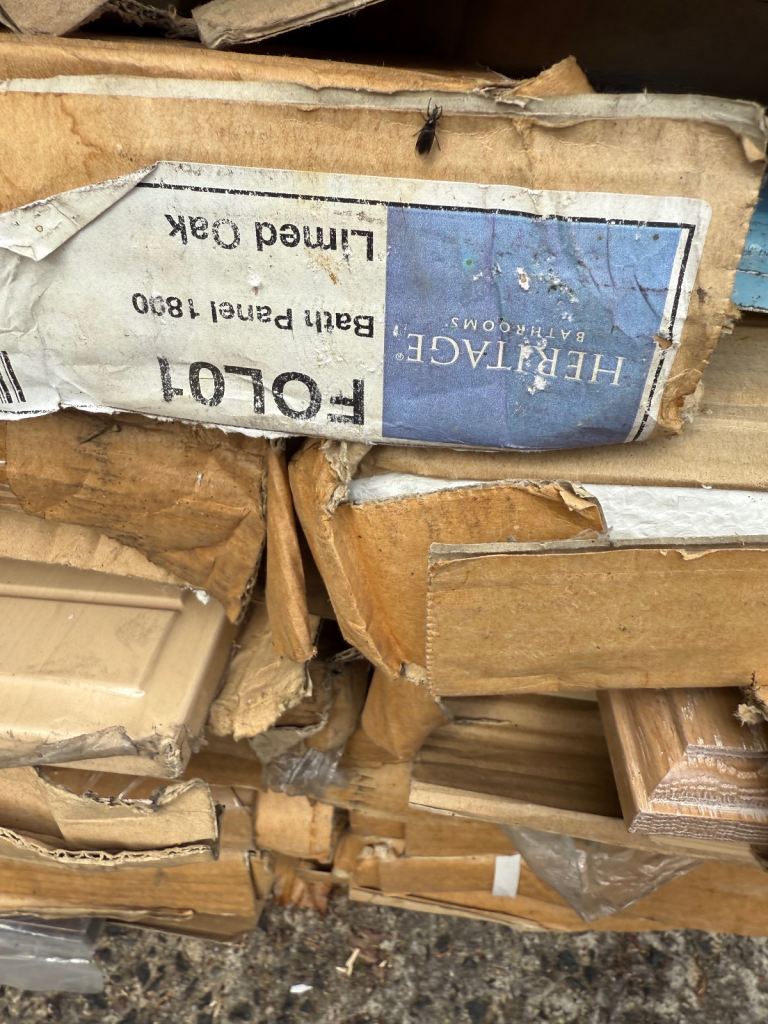 HERITAGE®
BATHROOMS
FOL01
Bath Panel 1800
Limed Oak